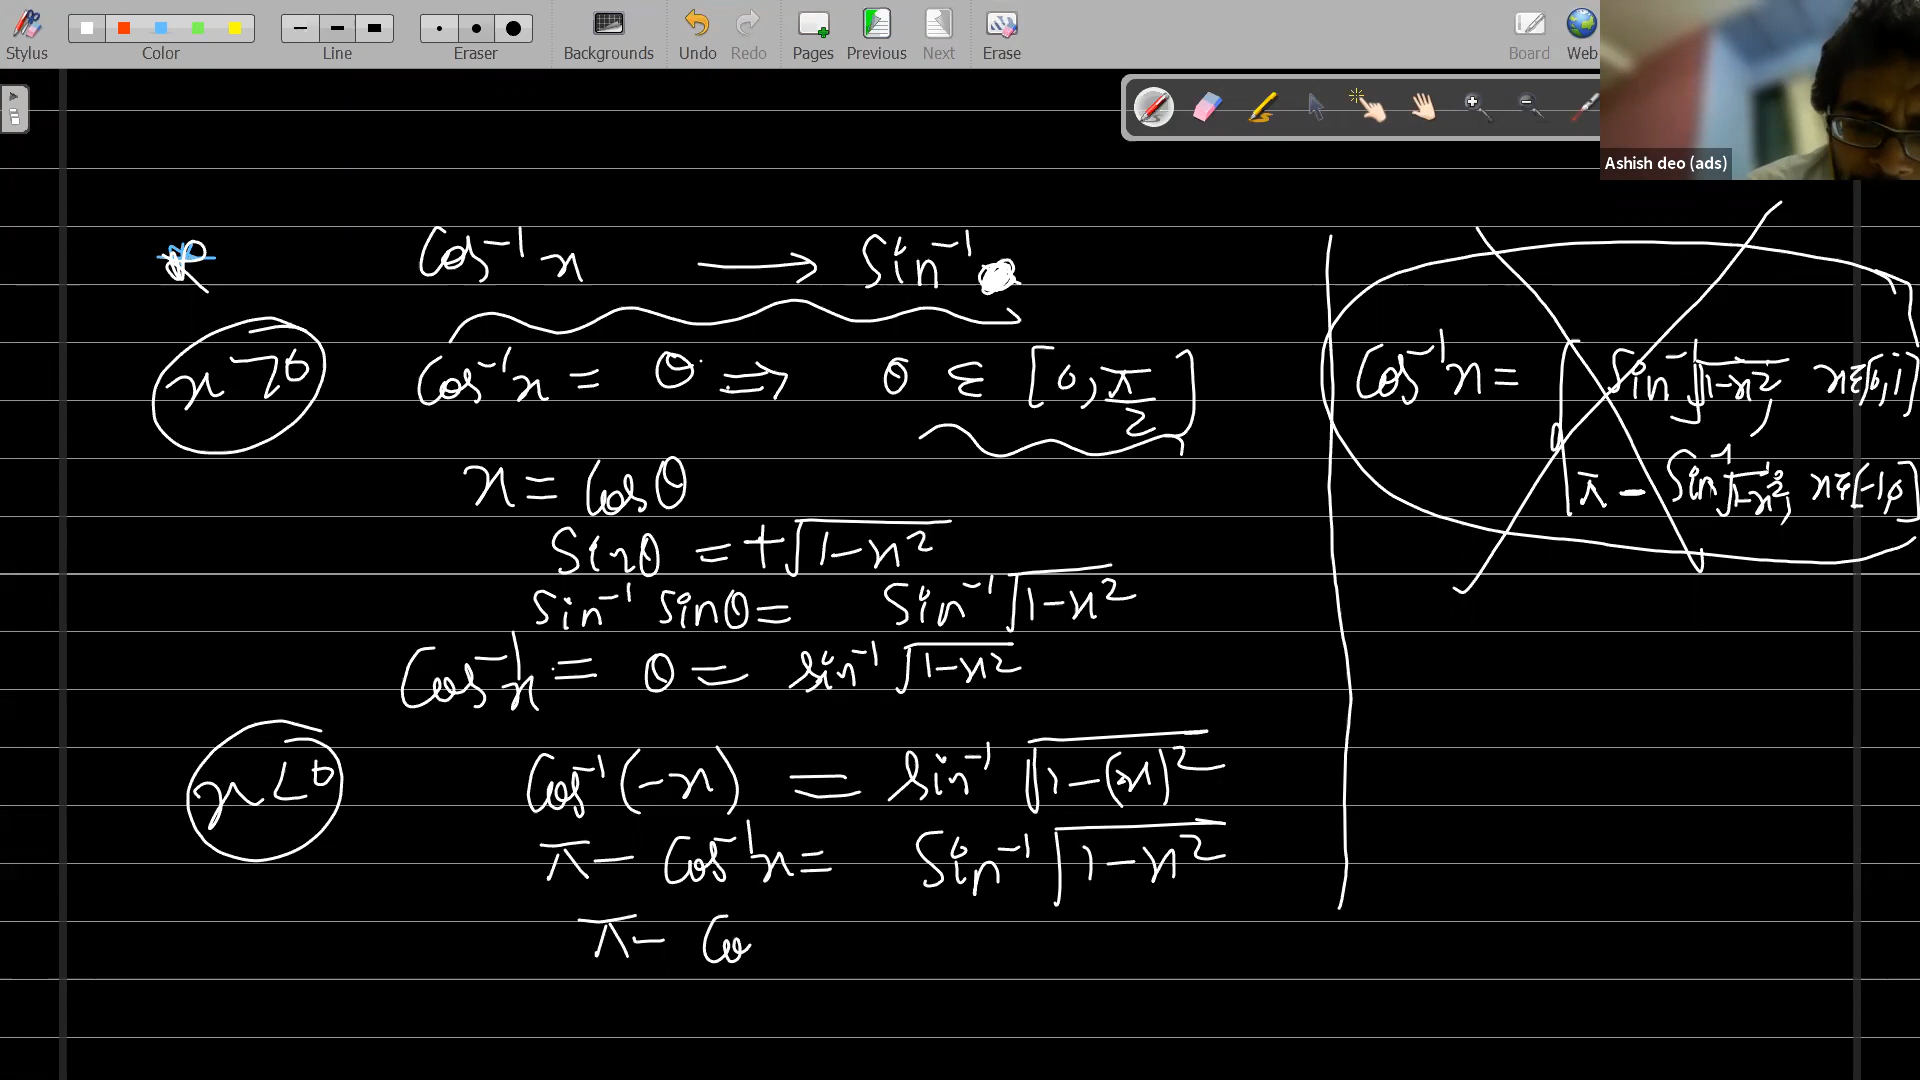 Stylus Color Line Eraser Backgrounds Undo Redo Pages Previous Next Erase Board Web
Ashish deo (ads)
Cos⁻¹ x → Sin⁻¹
x > 0 Cos⁻¹x = θ ⇒ θ ∈ [0, π/2]
x = Cosθ
Sinθ = +√(1-x²)
Sin⁻¹ Sinθ = Sin⁻¹ √(1-x²)
Cos⁻¹x = θ = sin⁻¹ √(1-x²)
x < 0 Cos⁻¹(-x) = sin⁻¹ √(1-(x)²)
π - Cos⁻¹x = Sin⁻¹ √(1-x²)
π - Co
Cos⁻¹x = Sin⁻¹√(1-x²), x∈[0,1]
π - Sin⁻¹√(1-x²), x∈[-1,0]